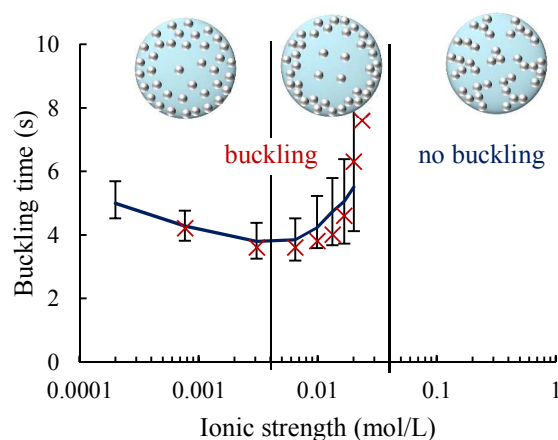 10
8
6
4
2
0
Buckling time (s)
buckling
no buckling
0.0001
0.001
0.01
0.1
1
Ionic strength (mol/L)